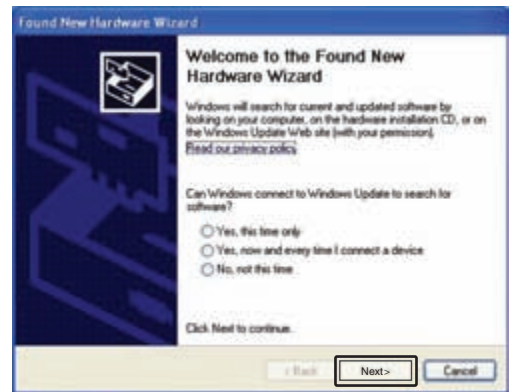 Found New Hardware Wizard
Welcome to the Found New
Hardware Wizard
Windows will search for current and updated software by
looking on your computer, on the hardware installation CD, or on
the Windows Update Web site (with your permission).
Read our privacy policy
Can Windows connect to Windows Update to search for
software?
Yes, this time only
Yes, now and every time I connect a device
No, not this time
Click Next to continue.
< Back Next> Cancel